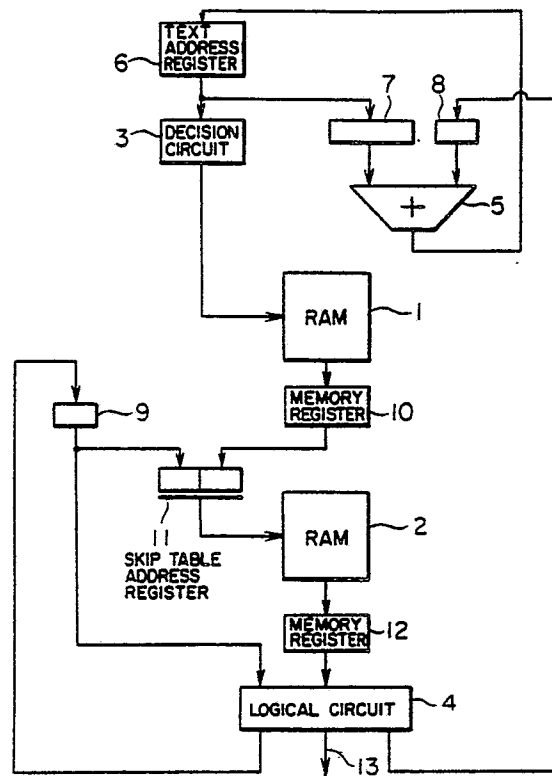 TEXT
ADDRESS
REGISTER
6
7
8
3
DECISION
CIRCUIT
+
5
RAM
1
9
MEMORY
REGISTER
10
11
SKIP TABLE
ADDRESS
REGISTER
RAM
2
MEMORY
REGISTER
12
LOGICAL CIRCUIT
4
13